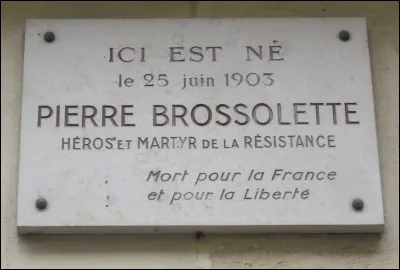 ICI EST NÉ
le 25 juin 1903
PIERRE BROSSOLETTE
HÉROS ET MARTYR DE LA RÉSISTANCE
Mort pour la France
et pour la Liberté